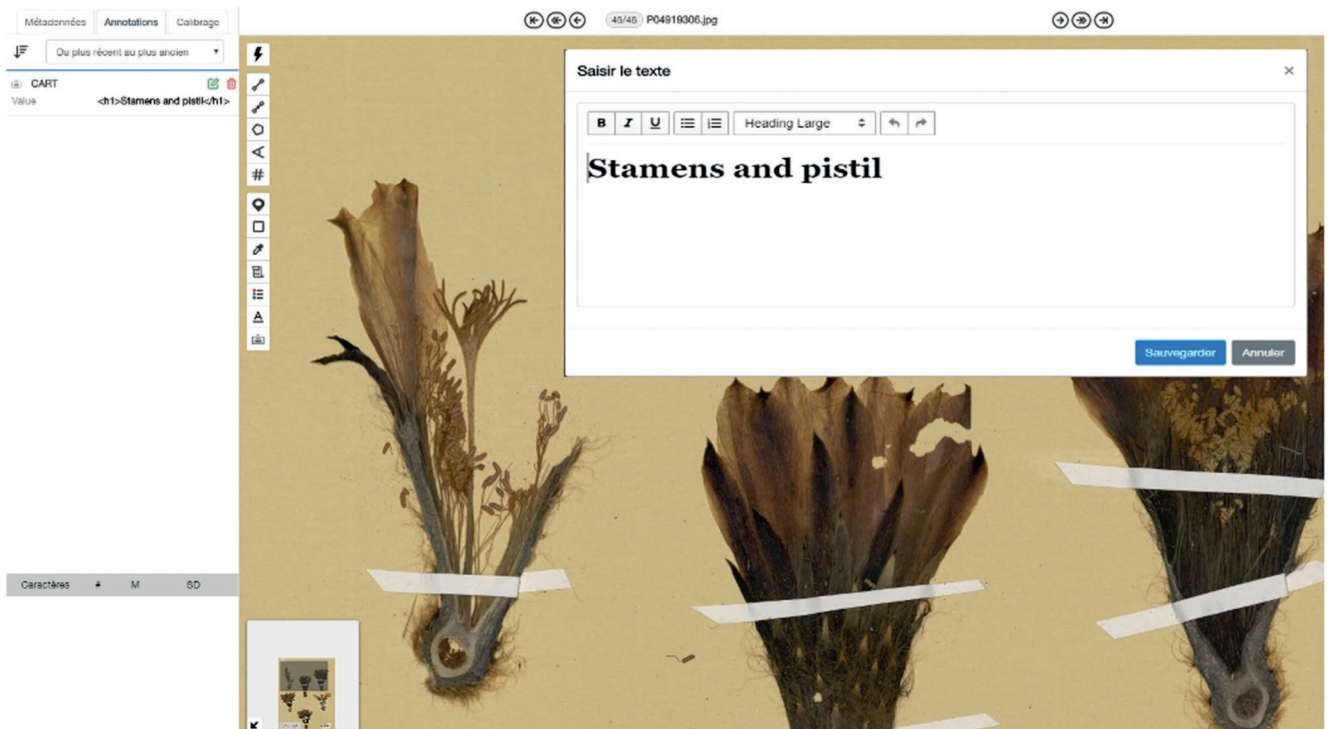 Métadonnées Annotations Calibrage
45/45 P04919306.jpg
Du plus récent au plus ancien
CART
Value <h1>Stamens and pistil</h1>
Saisir le texte ×
B I U Heading Large
Stamens and pistil
Sauvegarder Annuler
Caractères # M SD